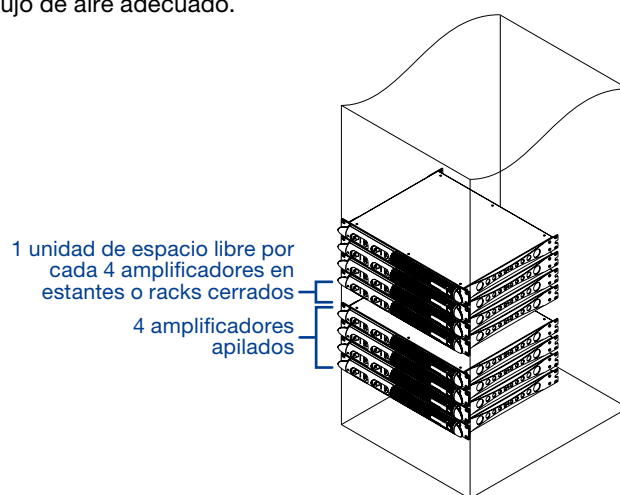 ujo de aire adecuado.
1 unidad de espacio libre por
cada 4 amplificadores en
estantes o racks cerrados
4 amplificadores
apilados